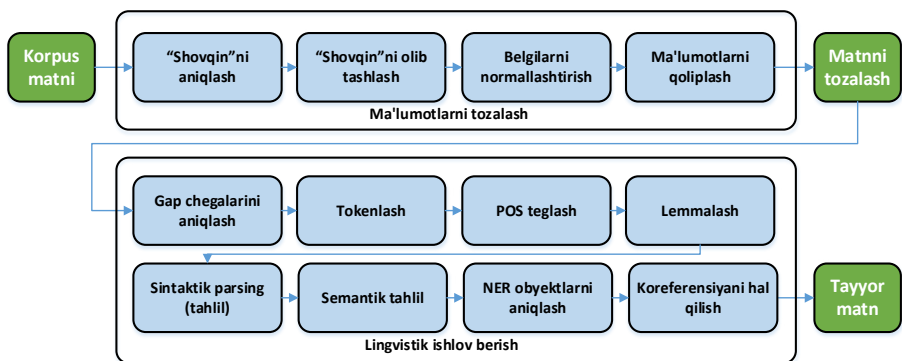 Korpus
matni
“Shovqin”ni
aniqlash
“Shovqin”ni olib
tashlash
Belgilarni
normallashtirish
Ma'lumotlarni
qoliplash
Matnni
tozalash
Ma'lumotlarni tozalash
Gap chegalarini
aniqlash
Tokenlash
POS teglash
Lemmalash
Sintaktik parsing
(tahlil)
Semantik tahlil
NER obyektlarni
aniqlash
Koreferensiyani hal
qilish
Tayyor
matn
Lingvistik ishlov berish